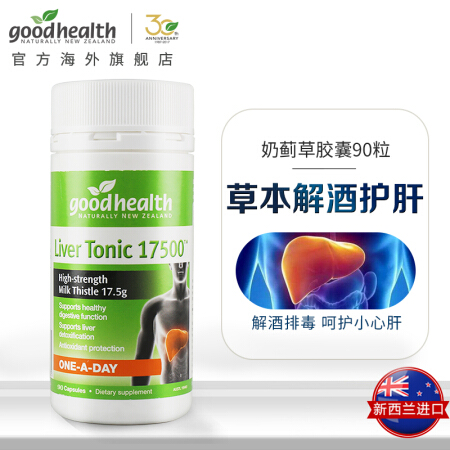 goodhealth
NATURALLY NEW ZEALAND
30th
ANNIVERSARY
官方海外旗舰店
goodhealth
NATURALLY NEW ZEALAND
Liver Tonic 17500™
High-strength
Milk Thistle 17.5g
Supports healthy
digestive function
Supports liver
detoxification
Antioxidant protection
ONE-A-DAY
90 Capsules • Dietary supplement
奶蓟草胶囊90粒
草本解酒护肝
解酒排毒 呵护小心肝
新西兰进口